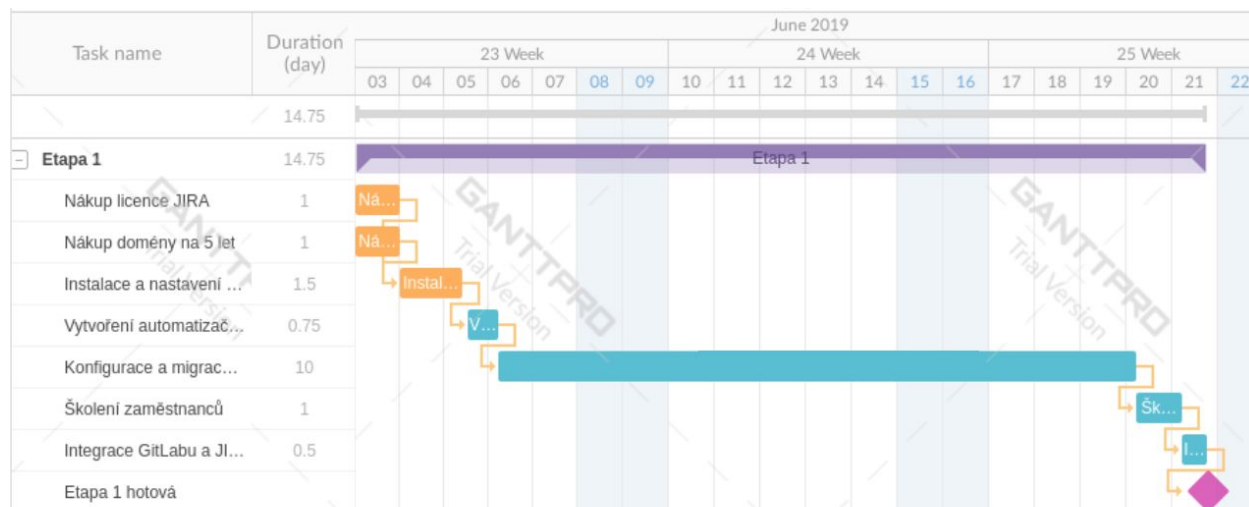 June 2019
Task name Duration (day) 23 Week 24 Week 25 Week
03 04 05 06 07 08 09 10 11 12 13 14 15 16 17 18 19 20 21 22
14.75
Etapa 1 14.75 Etapa 1
Nákup licence JIRA 1 Ná...
Nákup domény na 5 let 1 Ná...
Instalace a nastavení ... 1.5 Instal...
Vytvoření automatizač... 0.75 V...
Konfigurace a migrac... 10
Školení zaměstnanců 1 Šk...
Integrace GitLabu a JI... 0.5 I...
Etapa 1 hotová
GANTTPRO
Trial Version
GANTTPRO
Trial Version
GANTTPRO
Trial Version